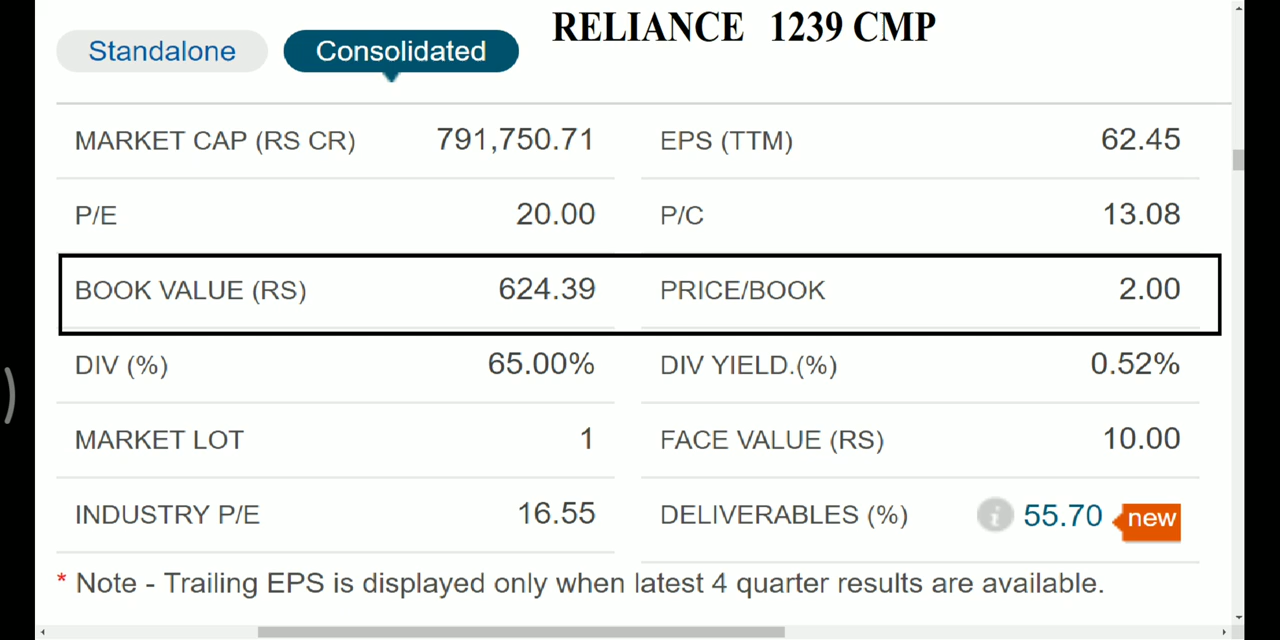 RELIANCE 1239 CMP
Standalone Consolidated
MARKET CAP (RS CR) 791,750.71 EPS (TTM) 62.45
P/E 20.00 P/C 13.08
BOOK VALUE (RS) 624.39 PRICE/BOOK 2.00
DIV (%) 65.00% DIV YIELD.(%) 0.52%
MARKET LOT 1 FACE VALUE (RS) 10.00
INDUSTRY P/E 16.55 DELIVERABLES (%) i 55.70 new
* Note - Trailing EPS is displayed only when latest 4 quarter results are available.